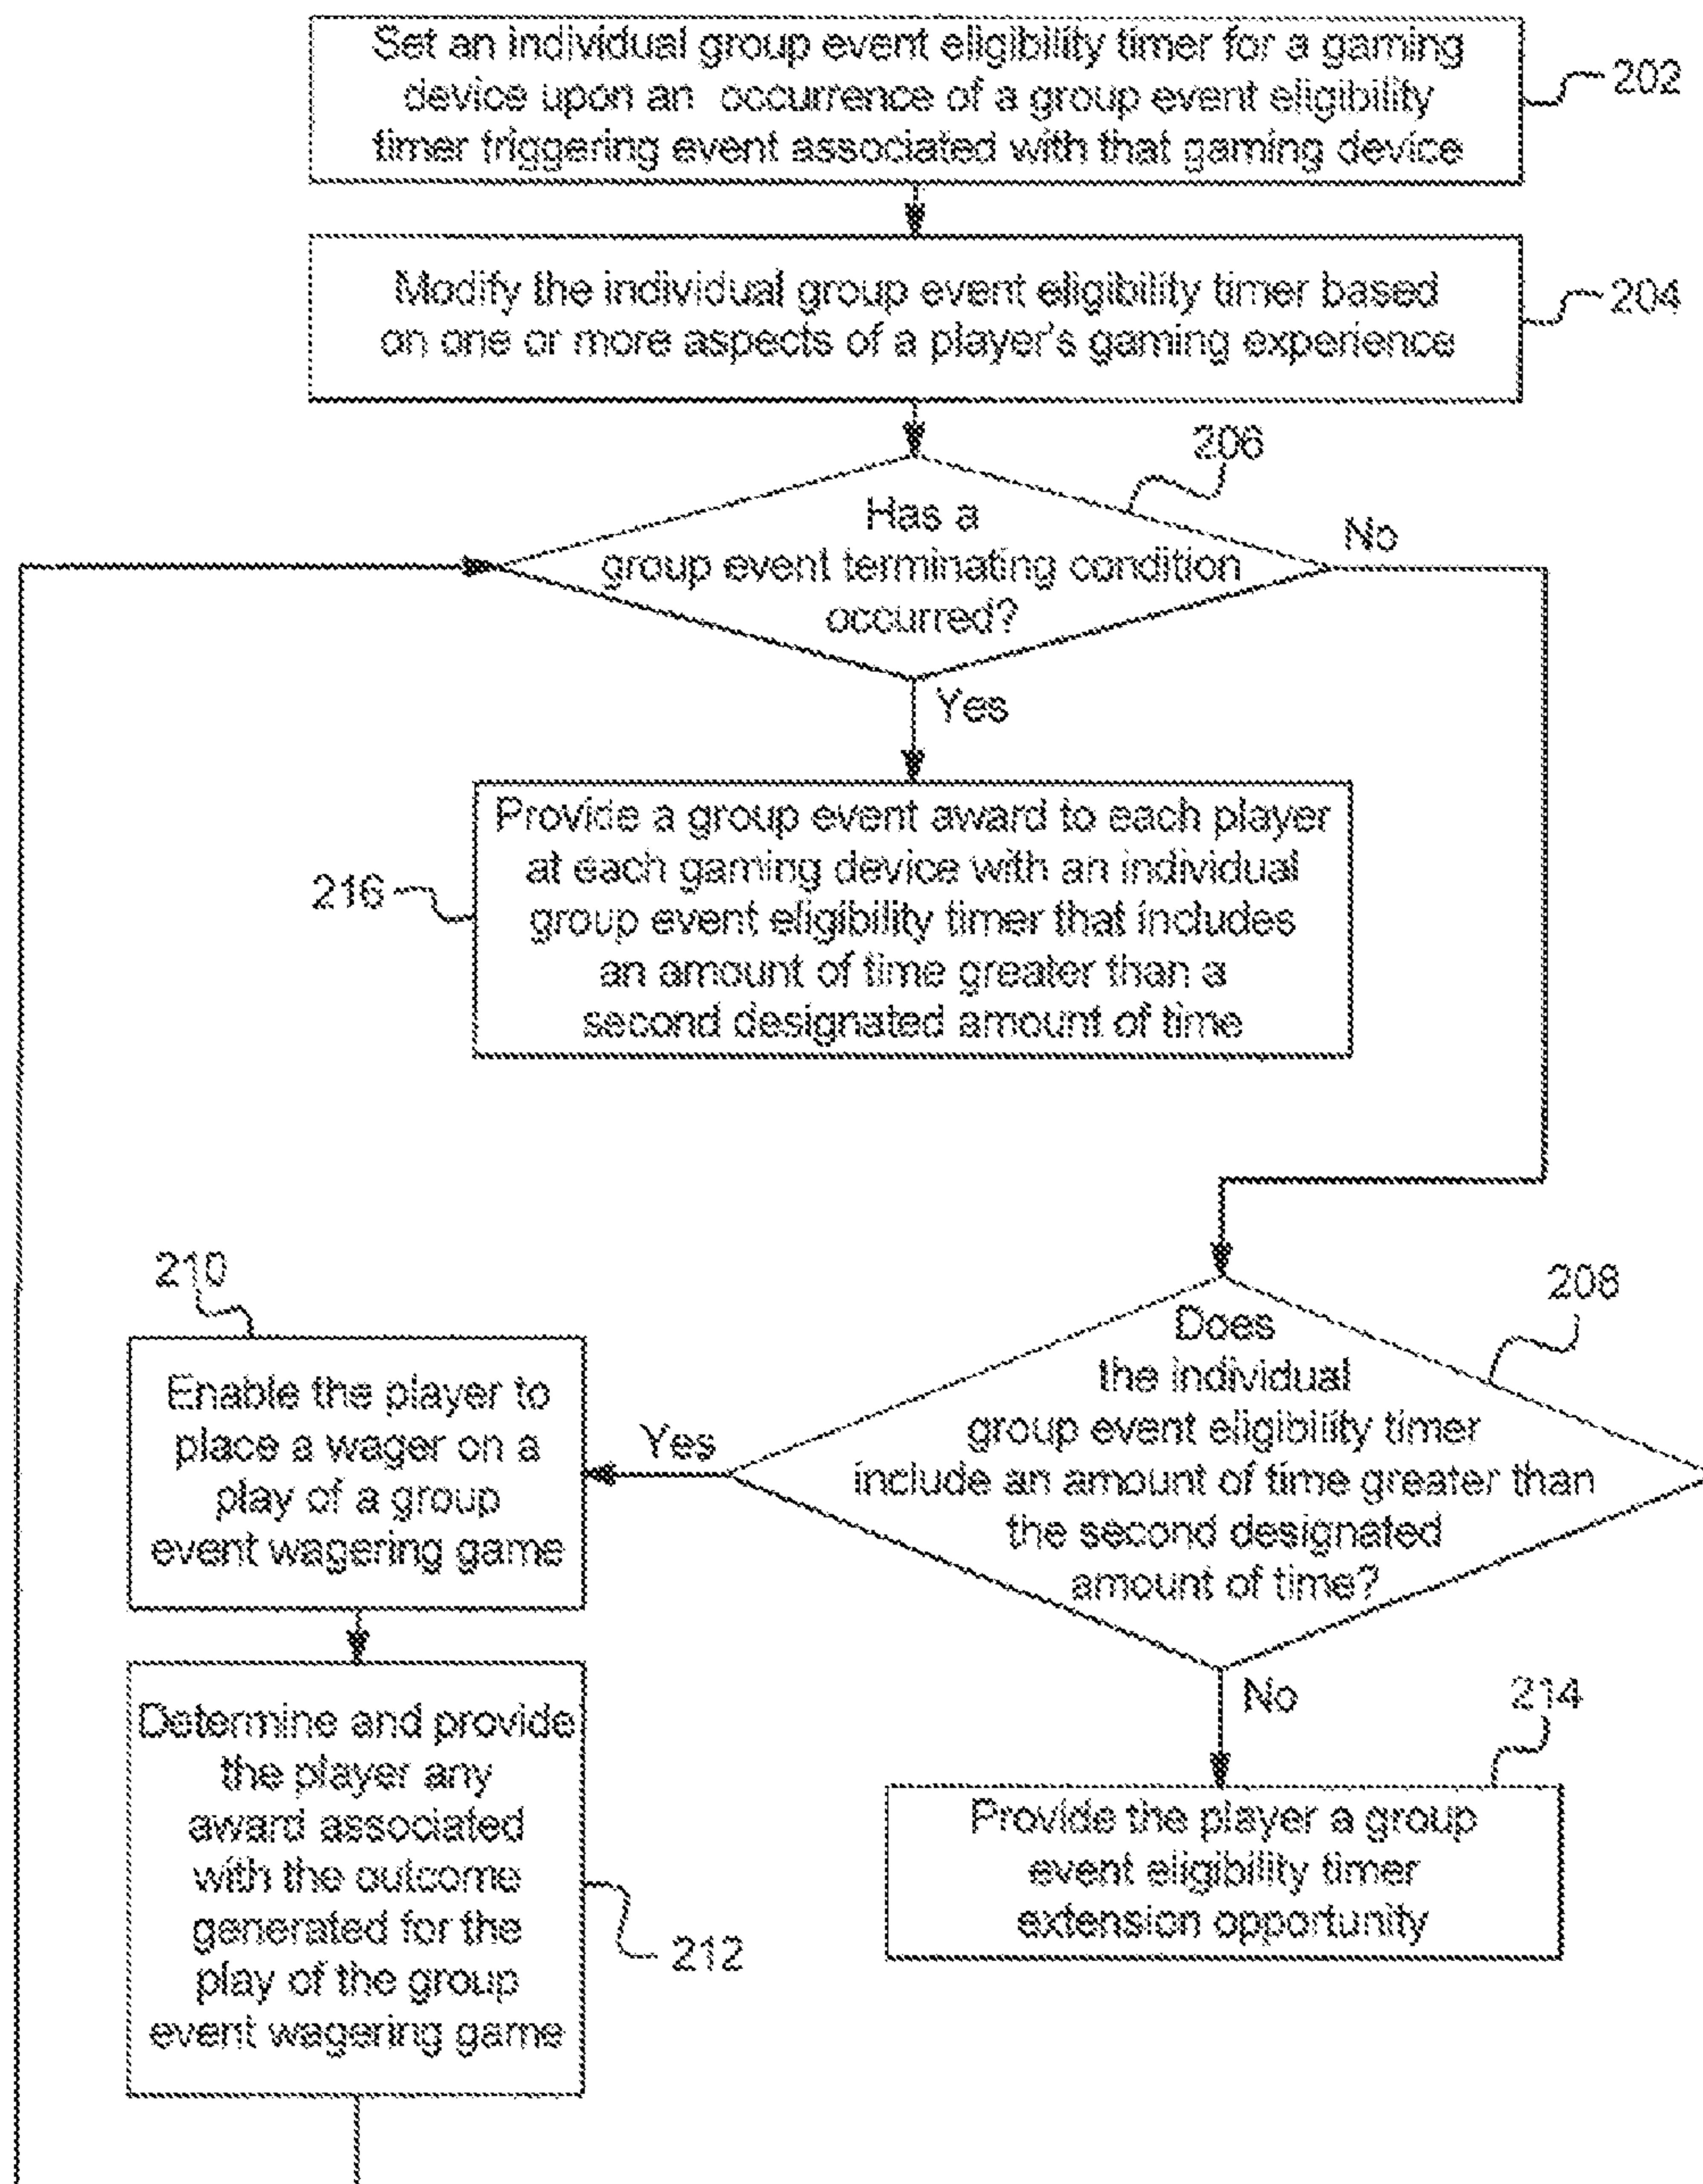 Set an individual group event eligibility timer for a gaming
device upon an occurrence of a group event eligibility
timer triggering event associated with that gaming device
202
Modify the individual group event eligibility timer based
on one or more aspects of a player's gaming experience
204
206
Has a
group event terminating condition
occurred?
No
Yes
Provide a group event award to each player
at each gaming device with an individual
group event eligibility timer that includes
an amount of time greater than a
second designated amount of time
216
210
208
Enable the player to
place a wager on a
play of a group
event wagering game
Yes
Does
the individual
group event eligibility timer
include an amount of time greater than
the second designated
amount of time?
No
214
Determine and provide
the player any
award associated
with the outcome
generated for the
play of the group
event wagering game
212
Provide the player a group
event eligibility timer
extension opportunity